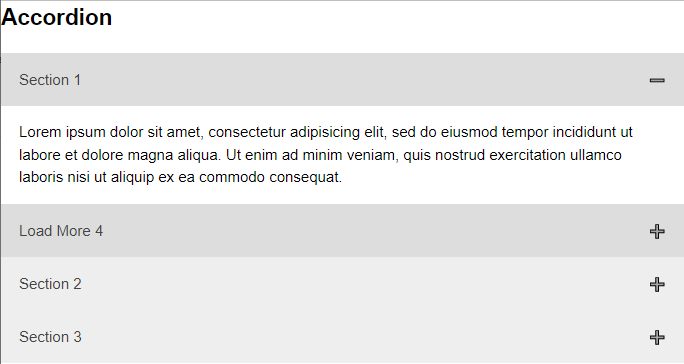 Accordion
Section 1
Lorem ipsum dolor sit amet, consectetur adipisicing elit, sed do eiusmod tempor incididunt ut
labore et dolore magna aliqua. Ut enim ad minim veniam, quis nostrud exercitation ullamco
laboris nisi ut aliquip ex ea commodo consequat.
Load More 4
Section 2
Section 3